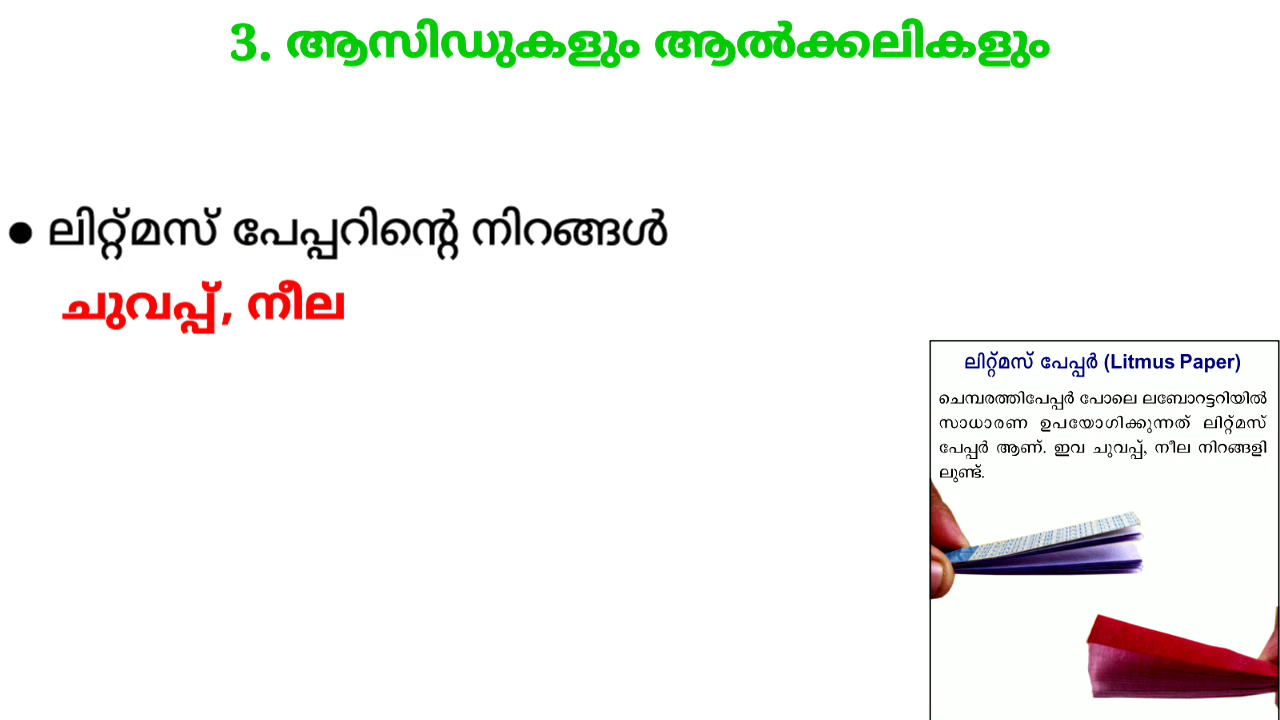 3. ആസിഡുകളും ആൽക്കലികളും
● ലിറ്റ്മസ് പേപ്പറിന്റെ നിറങ്ങൾ
ചുവപ്പ്, നീല
ലിറ്റ്മസ് പേപ്പർ (Litmus Paper)
ചെമ്പരത്തിപേപ്പർ പോലെ ലബോറട്ടറിയിൽ
സാധാരണ ഉപയോഗിക്കുന്നത് ലിറ്റ്മസ്
പേപ്പർ ആണ്. ഇവ ചുവപ്പ്, നീല നിറങ്ങളി
ലുണ്ട്.